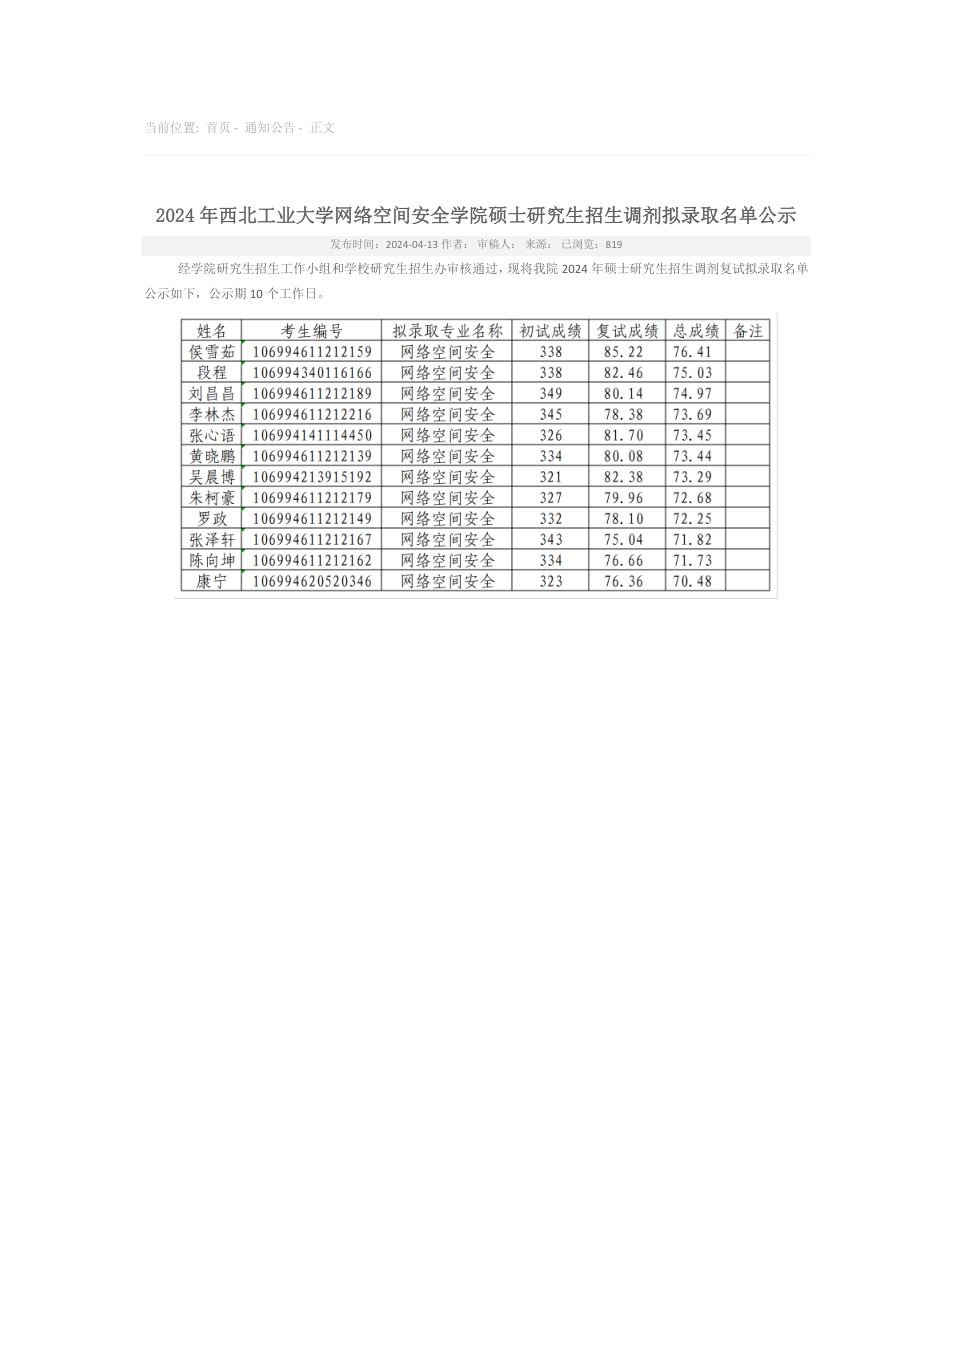 当前位置: 首页 - 通知公告 - 正文
2024 年西北工业大学网络空间安全学院硕士研究生招生调剂拟录取名单公示
发布时间：2024-04-13 作者： 审稿人： 来源： 已浏览：819
经学院研究生招生工作小组和学校研究生招生办审核通过，现将我院 2024 年硕士研究生招生调剂复试拟录取名单
公示如下，公示期 10 个工作日。
姓名 考生编号 拟录取专业名称 初试成绩 复试成绩 总成绩 备注
侯雪茹 106994611212159 网络空间安全 338 85.22 76.41
段程 106994340116166 网络空间安全 338 82.46 75.03
刘昌昌 106994611212189 网络空间安全 349 80.14 74.97
李林杰 106994611212216 网络空间安全 345 78.38 73.69
张心语 106994141114450 网络空间安全 326 81.70 73.45
黄晓鹏 106994611212139 网络空间安全 334 80.08 73.44
吴晨博 106994213915192 网络空间安全 321 82.38 73.29
朱柯豪 106994611212179 网络空间安全 327 79.96 72.68
罗政 106994611212149 网络空间安全 332 78.10 72.25
张泽轩 106994611212167 网络空间安全 343 75.04 71.82
陈向坤 106994611212162 网络空间安全 334 76.66 71.73
康宁 106994620520346 网络空间安全 323 76.36 70.48